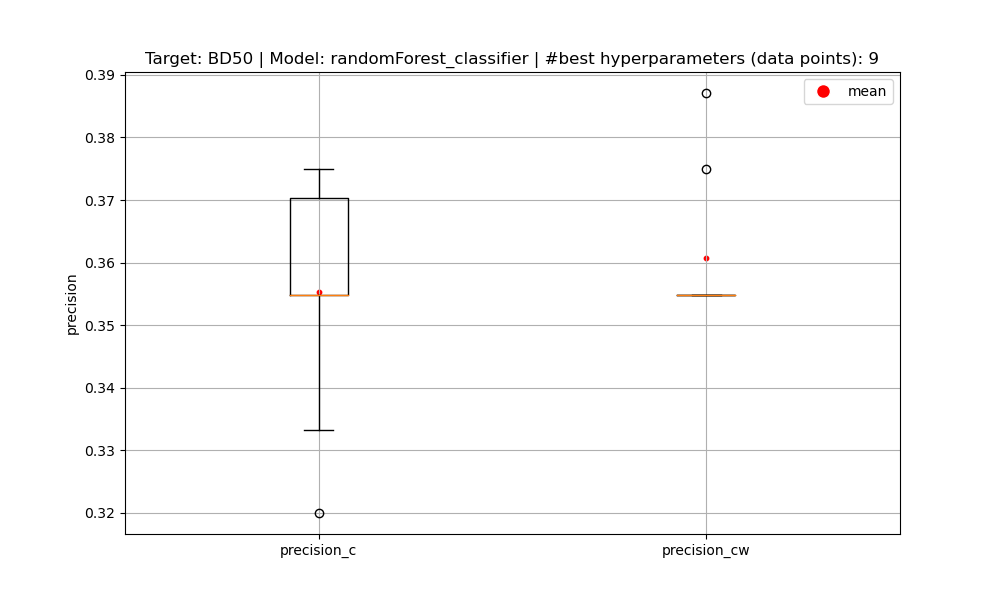 Target: BD50 | Model: randomForest_classifier | #best hyperparameters (data points): 9
mean
0.39
0.38
0.37
0.36
0.35
0.34
0.33
0.32
precision
precision_c
precision_cw